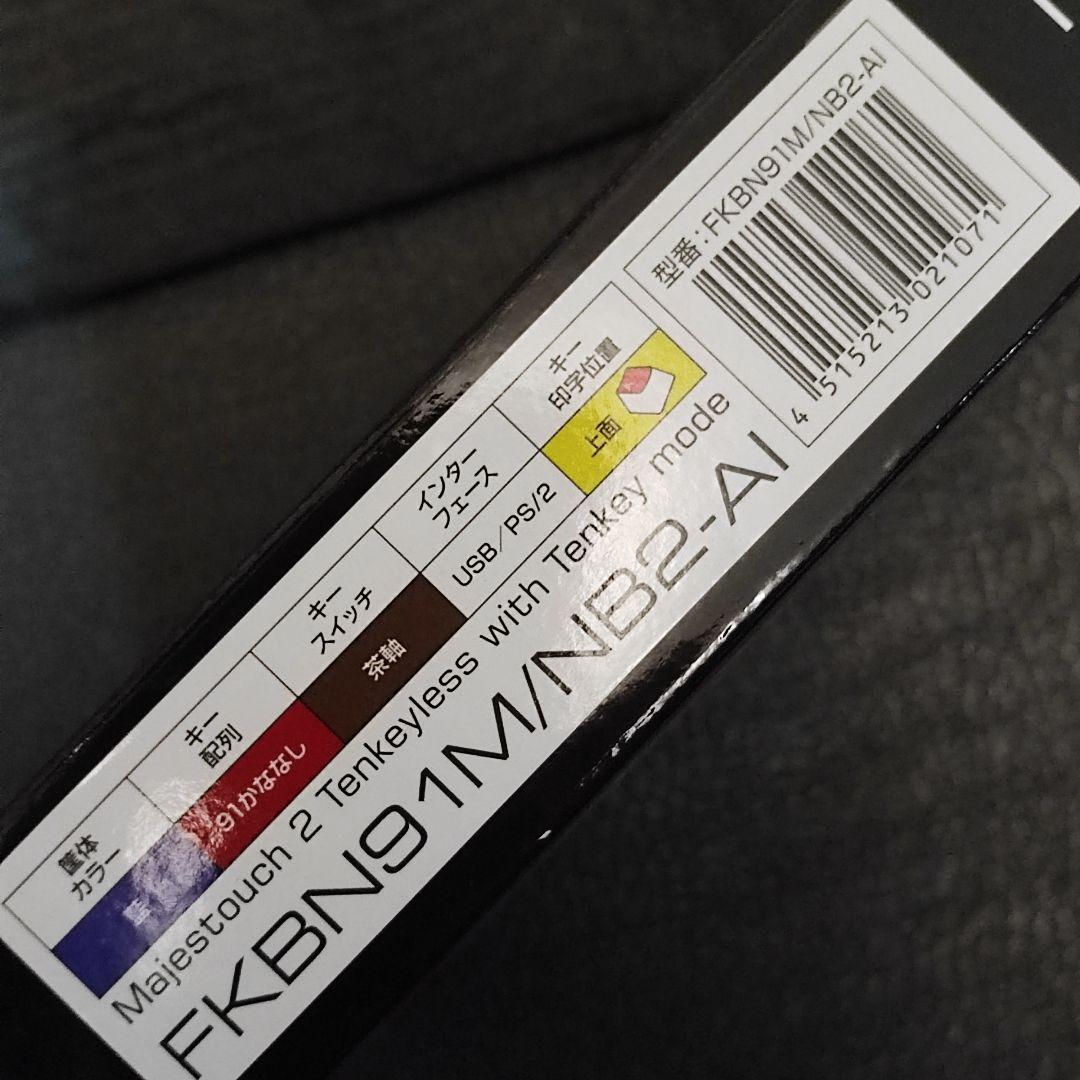 筐体
カラー
キー
配列
91かななし
キー
スイッチ
茶軸
インター
フェース
USB/PS/2
キー
印字位置
上面
Majestouch 2 Tenkeyless with Tenkey mode
FKBN91M/NB2-AI
型番:FKBN91M/NB2-AI
4 515213 021071